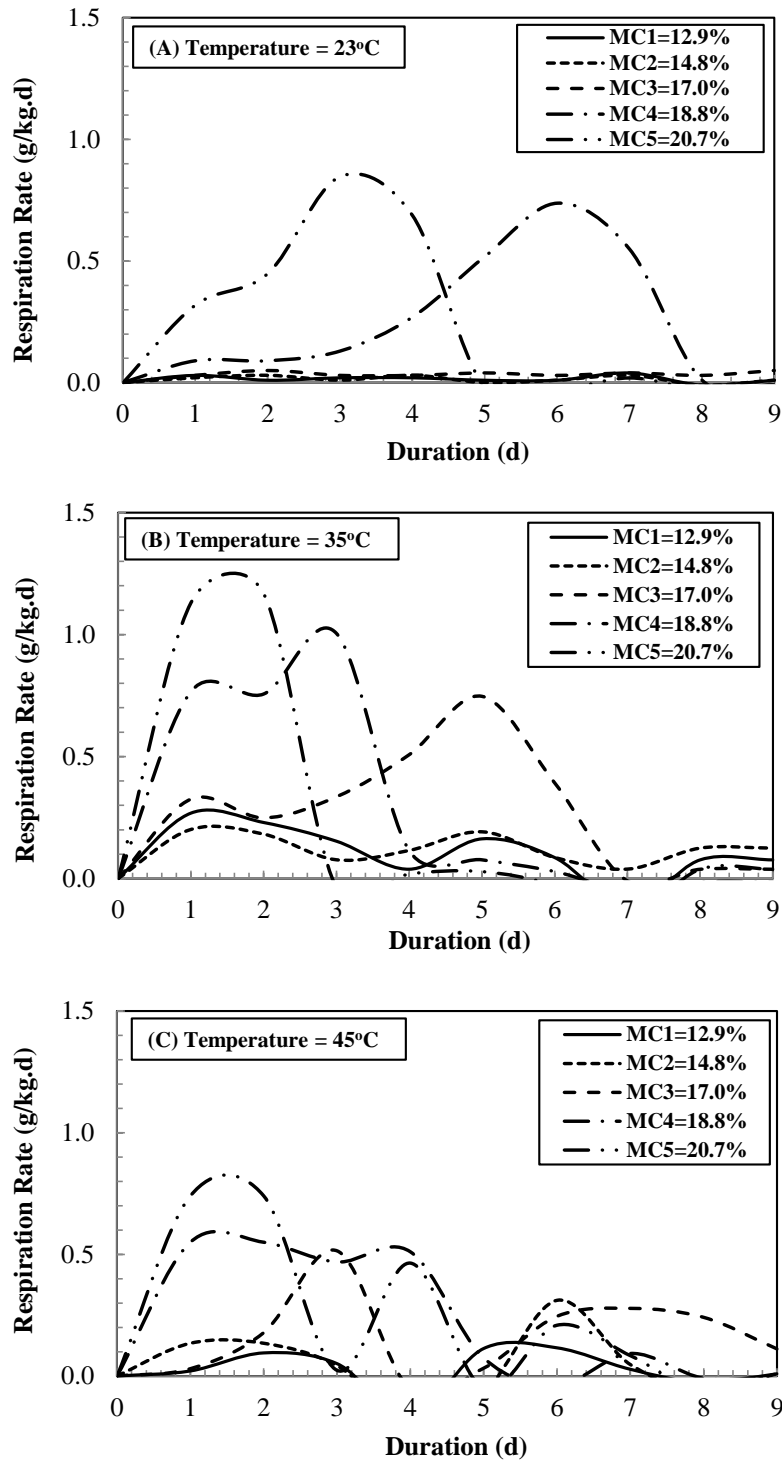 (A) Temperature = 23°C
MC1=12.9%
MC2=14.8%
MC3=17.0%
MC4=18.8%
MC5=20.7%
Respiration Rate (g/kg.d)
1.5
1.0
0.5
0.0
0 1 2 3 4 5 6 7 8 9
Duration (d)
(B) Temperature = 35°C
MC1=12.9%
MC2=14.8%
MC3=17.0%
MC4=18.8%
MC5=20.7%
Respiration Rate (g/kg.d)
1.5
1.0
0.5
0.0
0 1 2 3 4 5 6 7 8 9
Duration (d)
(C) Temperature = 45°C
MC1=12.9%
MC2=14.8%
MC3=17.0%
MC4=18.8%
MC5=20.7%
Respiration Rate (g/kg.d)
1.5
1.0
0.5
0.0
0 1 2 3 4 5 6 7 8 9
Duration (d)